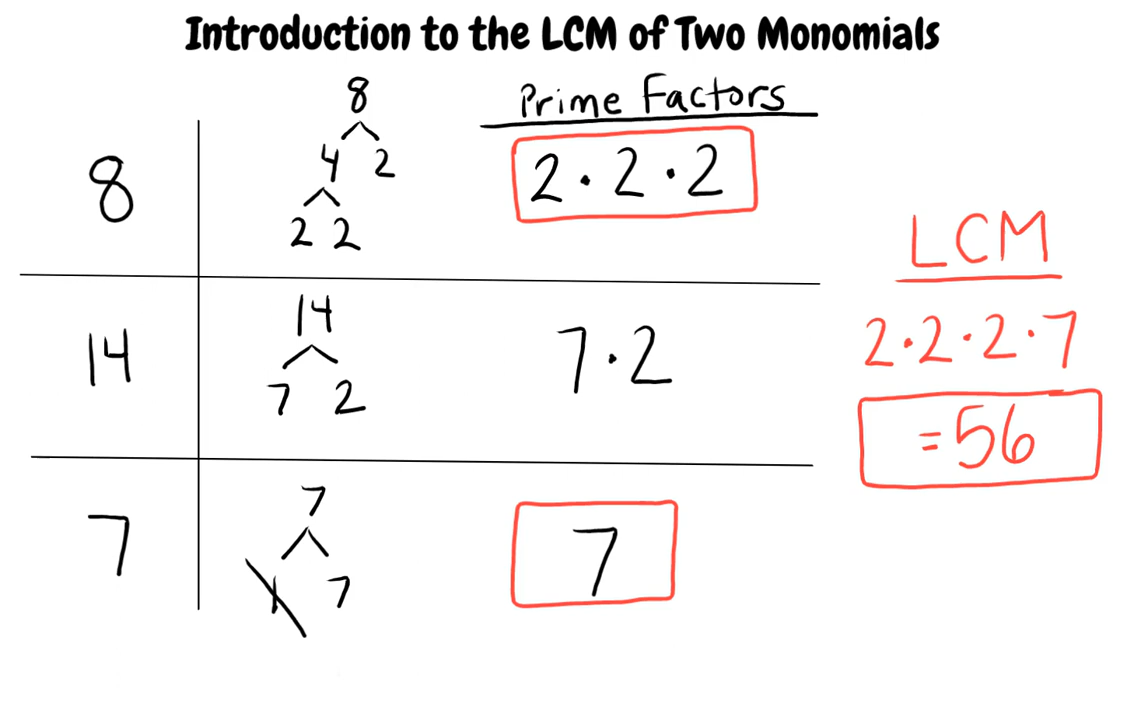 Introduction to the LCM of Two Monomials
Prime Factors
8
8
4 2
2 2
2 · 2 · 2
14
14
7 2
7 · 2
7
7
1 7
7
LCM
2 · 2 · 2 · 7
= 56